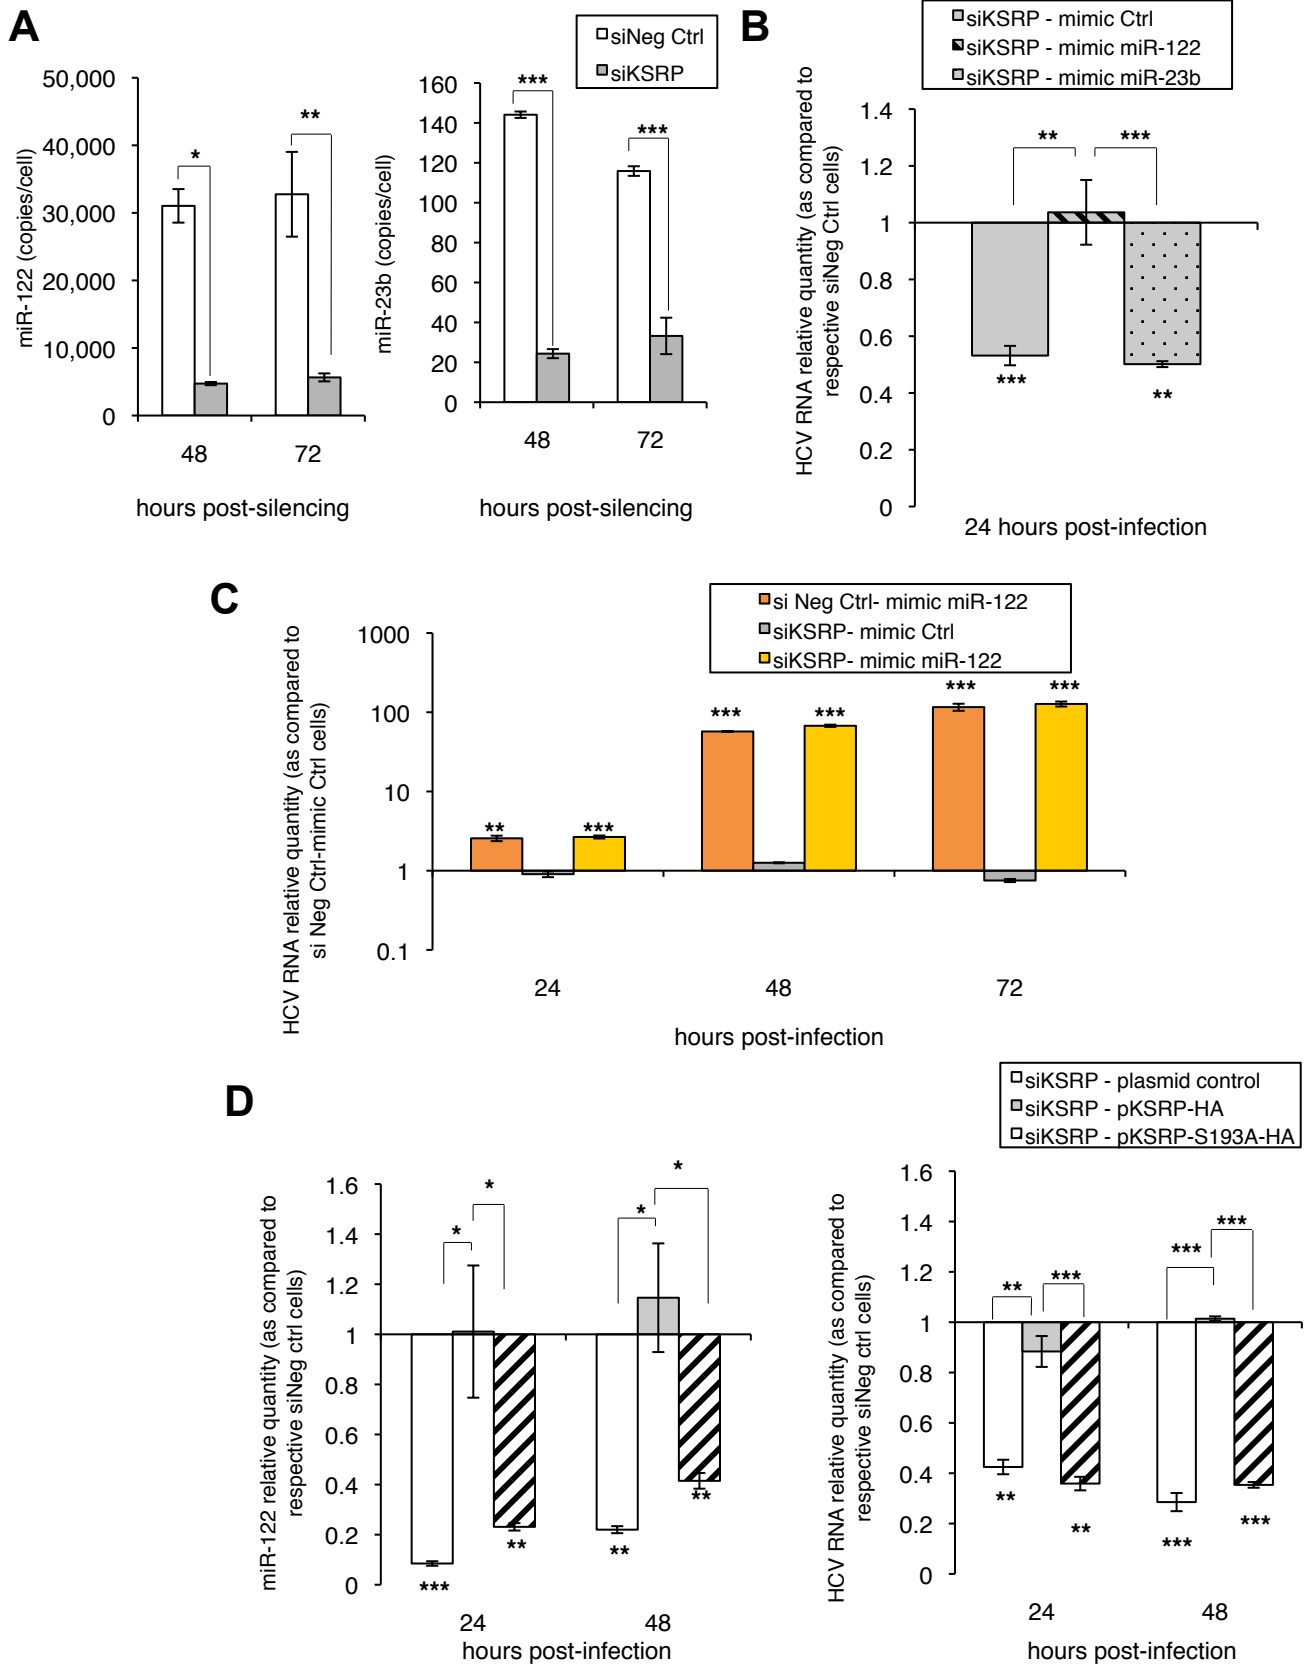 A
siNeg Ctrl
siKSRP
miR-122 (copies/cell)
50,000
40,000
30,000
20,000
10,000
0
*
**
48
72
hours post-silencing
miR-23b (copies/cell)
160
140
120
100
80
60
40
20
0
***
***
48
72
hours post-silencing
B
siKSRP - mimic Ctrl
siKSRP - mimic miR-122
siKSRP - mimic miR-23b
HCV RNA relative quantity (as compared to
respective siNeg Ctrl cells)
1.4
1.2
1
0.8
0.6
0.4
0.2
0
**
***
***
**
24 hours post-infection
C
si Neg Ctrl- mimic miR-122
siKSRP- mimic Ctrl
siKSRP- mimic miR-122
HCV RNA relative quantity (as compared to
si Neg Ctrl-mimic Ctrl cells)
1000
100
10
1
0.1
**
***
***
***
***
***
24
48
72
hours post-infection
D
siKSRP - plasmid control
siKSRP - pKSRP-HA
siKSRP - pKSRP-S193A-HA
miR-122 relative quantity (as compared to
respective siNeg ctrl cells)
1.6
1.4
1.2
1
0.8
0.6
0.4
0.2
0
*
*
*
*
***
**
**
**
24
48
hours post-infection
HCV RNA relative quantity (as compared to
respective siNeg ctrl cells)
1.6
1.4
1.2
1
0.8
0.6
0.4
0.2
0
**
***
***
***
**
**
***
***
24
48
hours post-infection